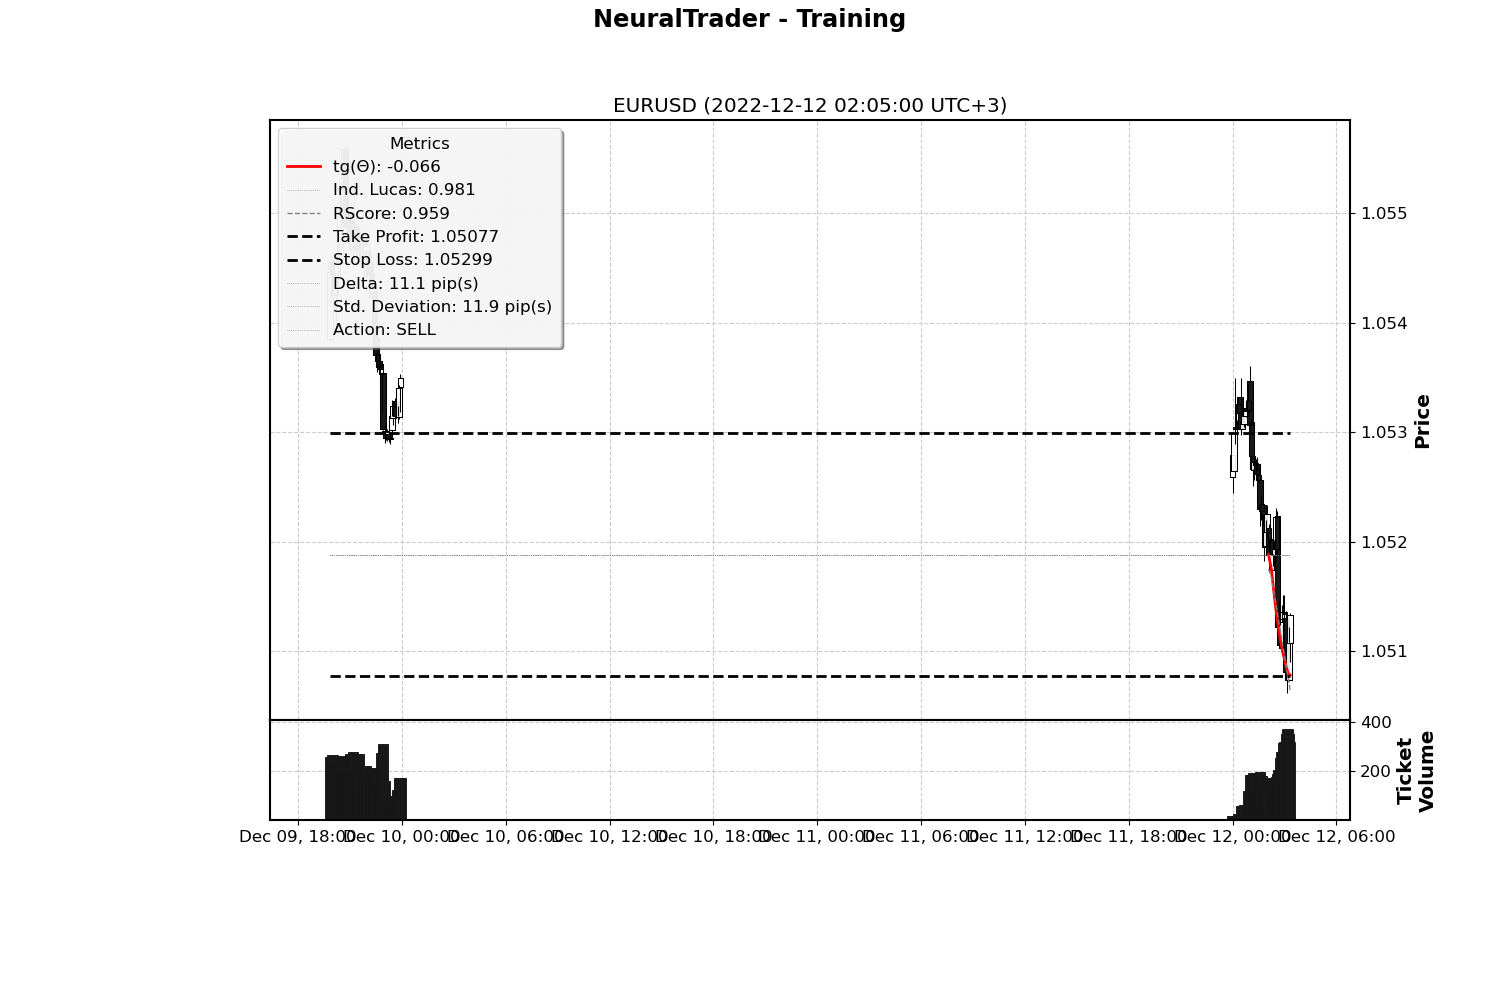 NeuralTrader - Training
EURUSD (2022-12-12 02:05:00 UTC+3)
Metrics
tg(Θ): -0.066
Ind. Lucas: 0.981
RScore: 0.959
Take Profit: 1.05077
Stop Loss: 1.05299
Delta: 11.1 pip(s)
Std. Deviation: 11.9 pip(s)
Action: SELL
1.055
1.054
1.053
1.052
1.051
Price
400
200
Ticket
Volume
Dec 09, 18:00
Dec 10, 00:00
Dec 10, 06:00
Dec 10, 12:00
Dec 10, 18:00
Dec 11, 00:00
Dec 11, 06:00
Dec 11, 12:00
Dec 11, 18:00
Dec 12, 00:00
Dec 12, 06:00